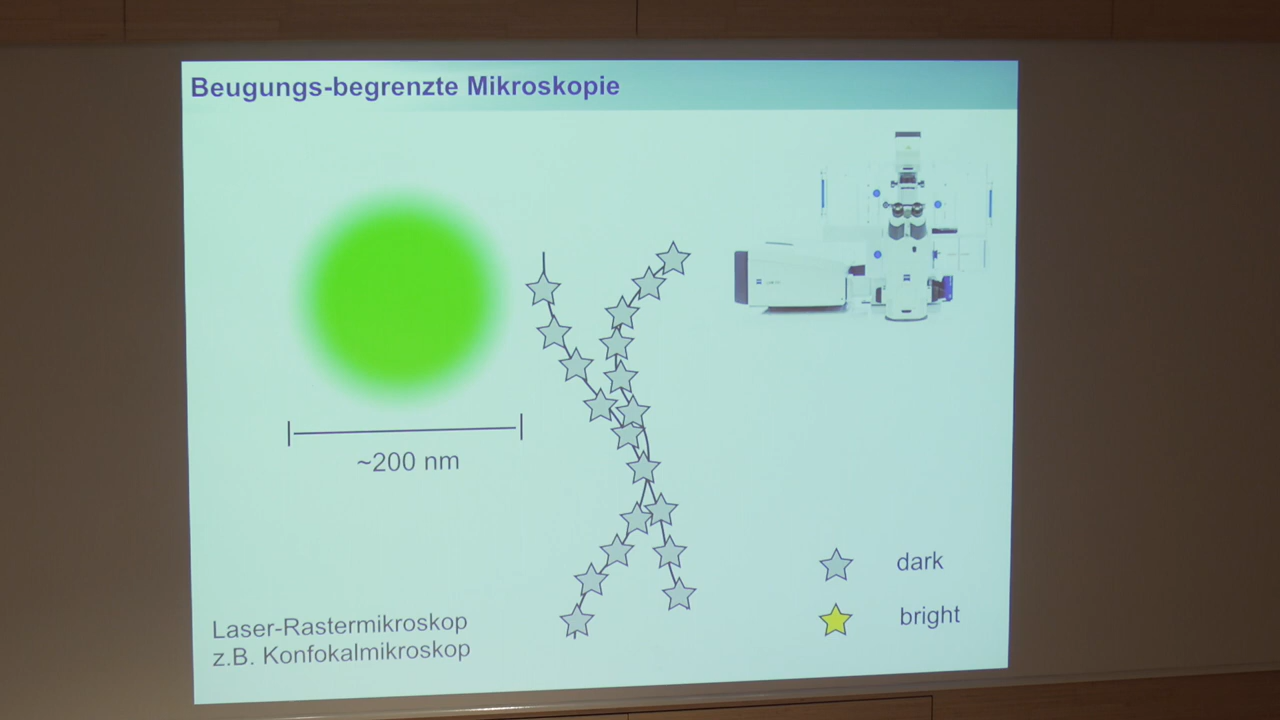 Beugungs-begrenzte Mikroskopie
~200 nm
dark
bright
Laser-Rastermikroskop
z.B. Konfokalmikroskop